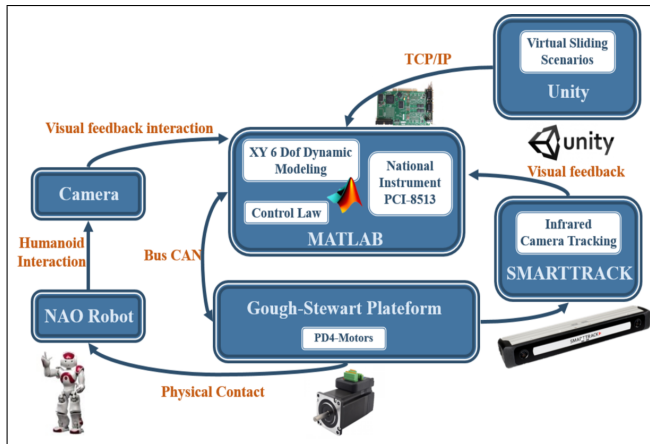 TCP/IP
Virtual Sliding
Scenarios
Unity
Visual feedback interaction
XY 6 Dof Dynamic
Modeling
National
Instrument
PCI-8513
Control Law
MATLAB
unity
Visual feedback
Camera
Infrared
Camera Tracking
SMARTTRACK
Humanoid
Interaction
Bus CAN
NAO Robot
Gough-Stewart Plateform
PD4-Motors
SMARTTRACK
Physical Contact